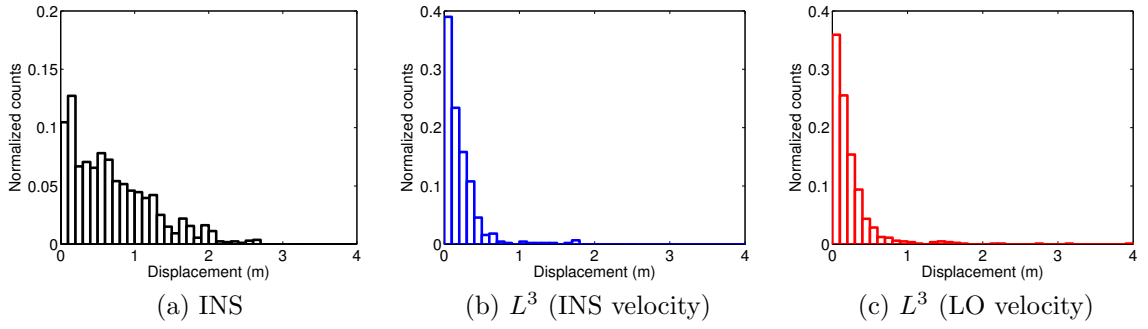 0.2
0.15
0.1
0.05
0
Normalized counts
0 1 2 3 4
Displacement (m)
(a) INS
0.4
0.3
0.2
0.1
0
Normalized counts
0 1 2 3 4
Displacement (m)
(b) L³ (INS velocity)
0.4
0.3
0.2
0.1
0
Normalized counts
0 1 2 3 4
Displacement (m)
(c) L³ (LO velocity)